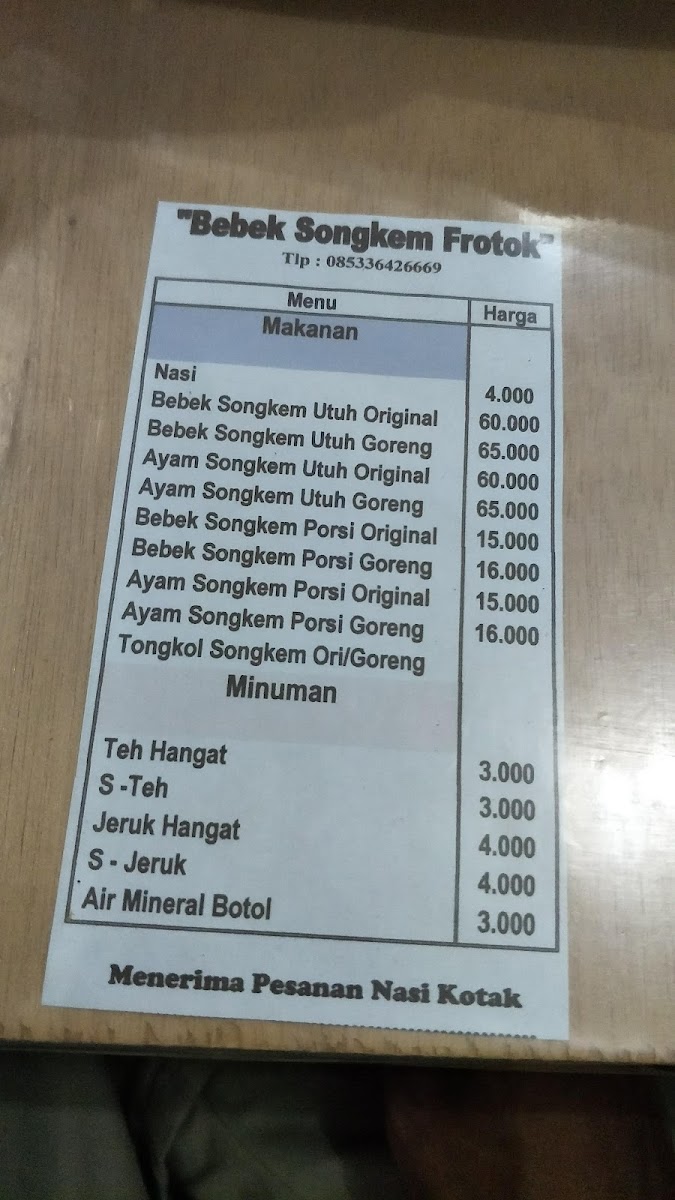 "Bebek Songkem Frotok"
Tlp : 085336426669
Menu Harga
Makanan
Nasi 4.000
Bebek Songkem Utuh Original 60.000
Bebek Songkem Utuh Goreng 65.000
Ayam Songkem Utuh Original 60.000
Ayam Songkem Utuh Goreng 65.000
Bebek Songkem Porsi Original 15.000
Bebek Songkem Porsi Goreng 16.000
Ayam Songkem Porsi Original 15.000
Ayam Songkem Porsi Goreng 16.000
Tongkol Songkem Ori/Goreng
Minuman
Teh Hangat 3.000
S -Teh 3.000
Jeruk Hangat 4.000
S - Jeruk 4.000
Air Mineral Botol 3.000
Menerima Pesanan Nasi Kotak